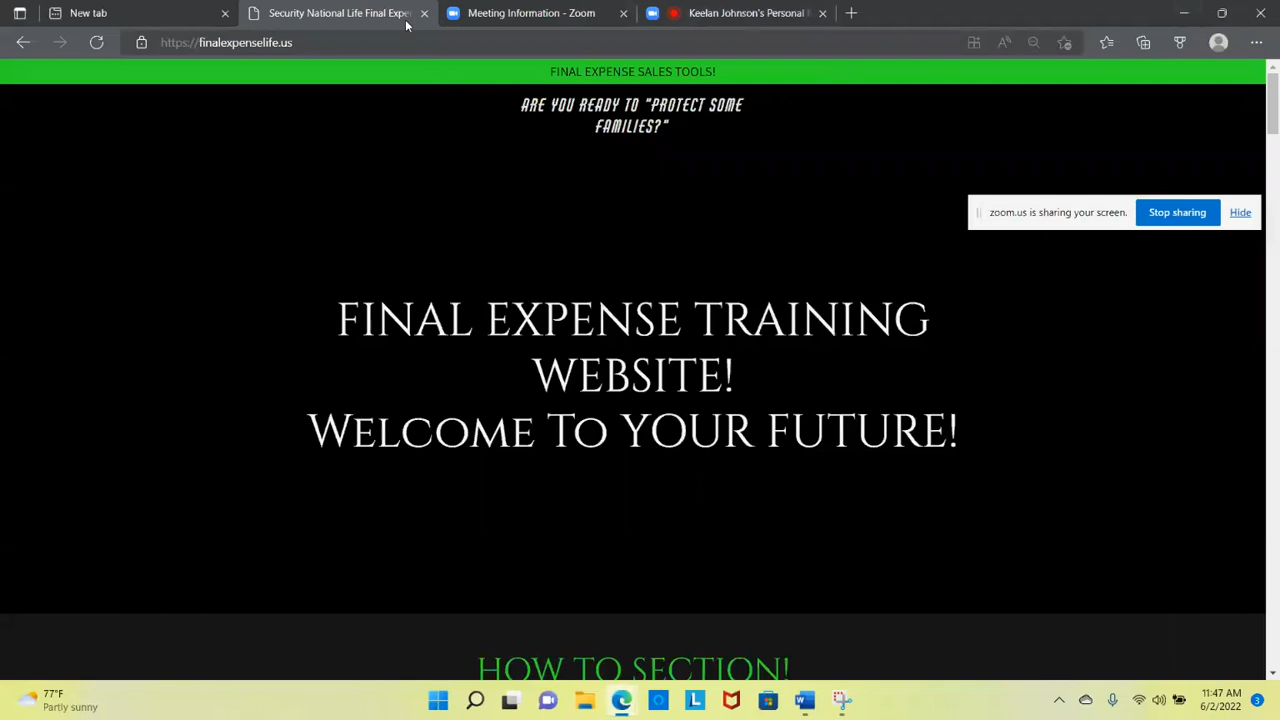 New tab
Security National Life Final Expe
Meeting Information - Zoom
Keelan Johnson's Personal
https://finalexpenselife.us
FINAL EXPENSE SALES TOOLS!
ARE YOU READY TO "PROTECT SOME
FAMILIES?"
zoom.us is sharing your screen.
Stop sharing
Hide
FINAL EXPENSE TRAINING
WEBSITE!
WELCOME TO YOUR FUTURE!
HOW TO SECTION!
77°F
Partly sunny
11:47 AM
6/2/2022
3